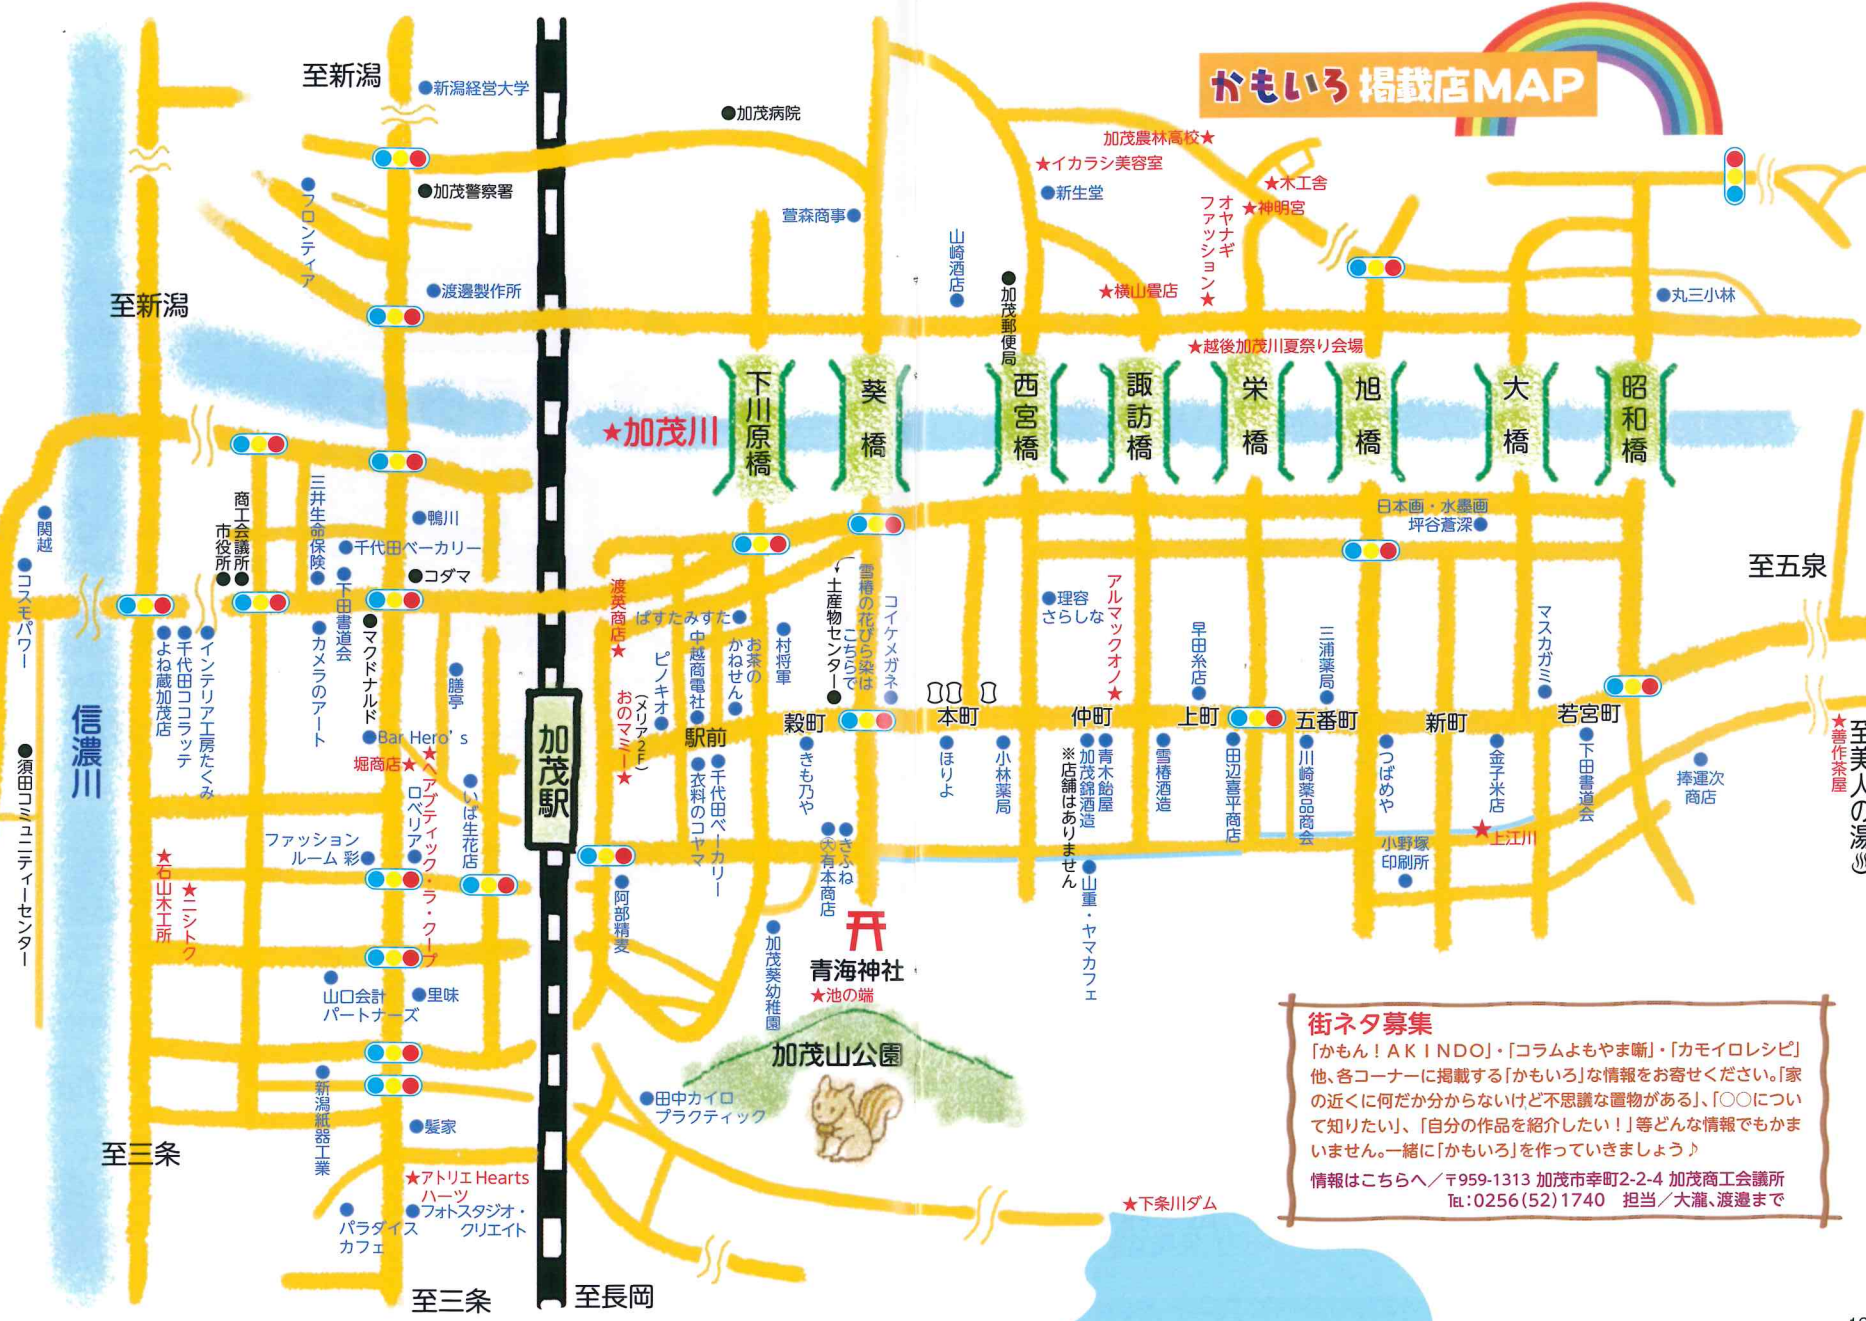 かもいろ 掲載店MAP
至新潟
新潟経営大学
加茂病院
加茂農林高校★
★イカラシ美容室
新生堂
★木工舎
★神明宮
オヤナギ
ファッション★
加茂警察署
フロンティア
萱森商事
山崎酒店
加茂郵便局
渡邊製作所
★横山畳店
丸三小林
至新潟
★越後加茂川夏祭り会場
★加茂川
下川原橋
葵橋
西宮橋
諏訪橋
栄橋
旭橋
大橋
昭和橋
日本画・水墨画
坪谷蒼深
関越
コスモパワー
商工会議所
市役所
三井生命保険
鴨川
千代田ベーカリー
コダマ
下田書道会
カメラのアート
マクドナルド
よね蔵加茂店
千代田ココラッテ
インテリア工房たくみ
膳亭
Bar Hero's
堀商店★
★ヘアブティック・ラ・クープ
ロベリア
いば生花店
ファッション
ルーム 彩
★石山木工所
★ニシトク
信濃川
須田コミュニティーセンター
加茂駅
渡英商店★
ぱすたみすた
ピノキオ
(メリア2F)
おのマミー★
中越商電社
お茶の
かねせん
村将軍
駅前
衣料のコヤマ
千代田ベーカリー
土産物センター
雪椿の花びら染は
こちらで
コイケメガネ
穀町
きも乃や
きふね
㊛有本商店
本町
ほりよ
小林薬局
理容
さらしな
アルマックオノ★
仲町
青木飴屋
加茂錦酒造
※店舗はありません
雪椿酒造
早田糸店
上町
田辺喜平商店
三浦薬局
五番町
川崎薬品商会
つばめや
新町
金子米店
マスカガミ
若宮町
下田書道会
捧運次
商店
至五泉
★善作茶屋
至美人の湯♨
★上江川
小野塚
印刷所
山重・ヤマカフェ
阿部精麦
加茂葵幼稚園
青海神社
★池の端
加茂山公園
田中カイロ
プラクティック
山口会計
パートナーズ
里味
新潟紙器工業
髪家
★アトリエ Hearts
ハーツ
フォトスタジオ・
クリエイト
パラダイス
カフェ
至三条
至三条
至長岡
★下条川ダム
街ネタ募集
「かもん！AKINDO」・「コラムよもやま噺」・「カモイロレシピ」
他、各コーナーに掲載する「かもいろ」な情報をお寄せください。「家
の近くに何だか分からないけど不思議な置物がある」、「○○につい
て知りたい」、「自分の作品を紹介したい！」等どんな情報でもかま
いません。一緒に「かもいろ」を作っていきましょう♪
情報はこちらへ／〒959-1313 加茂市幸町2-2-4 加茂商工会議所
TEL:0256(52)1740　担当／大瀧、渡邉まで